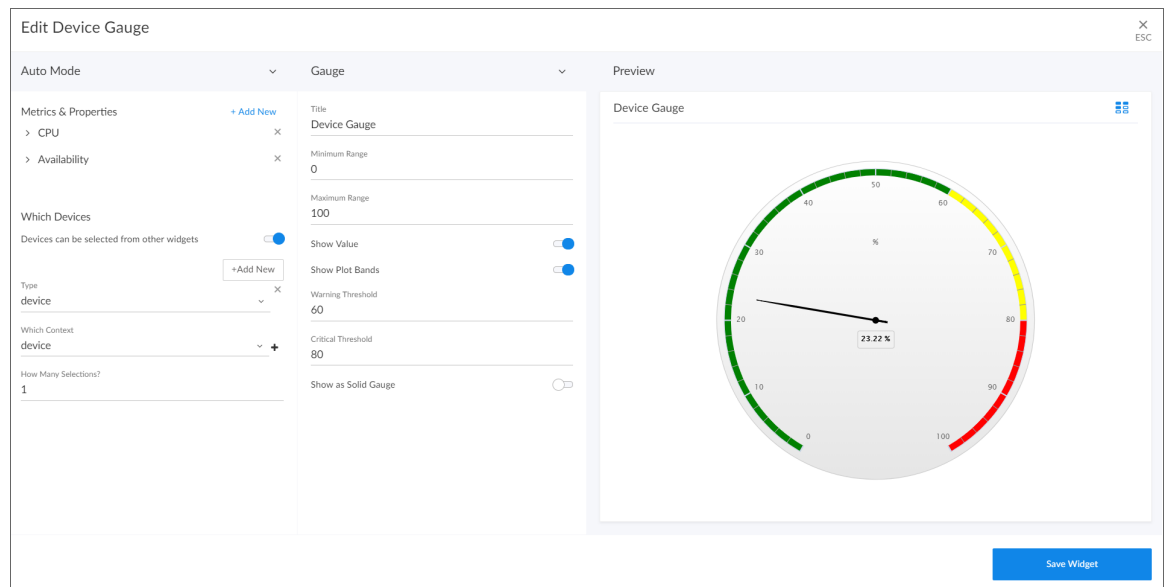 Edit Device Gauge
ESC
Auto Mode
Metrics & Properties + Add New
CPU
Availability
Which Devices
Devices can be selected from other widgets
+Add New
Type
device
Which Context
device
How Many Selections?
1
Gauge
Title
Device Gauge
Minimum Range
0
Maximum Range
100
Show Value
Show Plot Bands
Warning Threshold
60
Critical Threshold
80
Show as Solid Gauge
Preview
Device Gauge
0
10
20
30
40
50
60
70
80
90
100
%
23.22 %
Save Widget